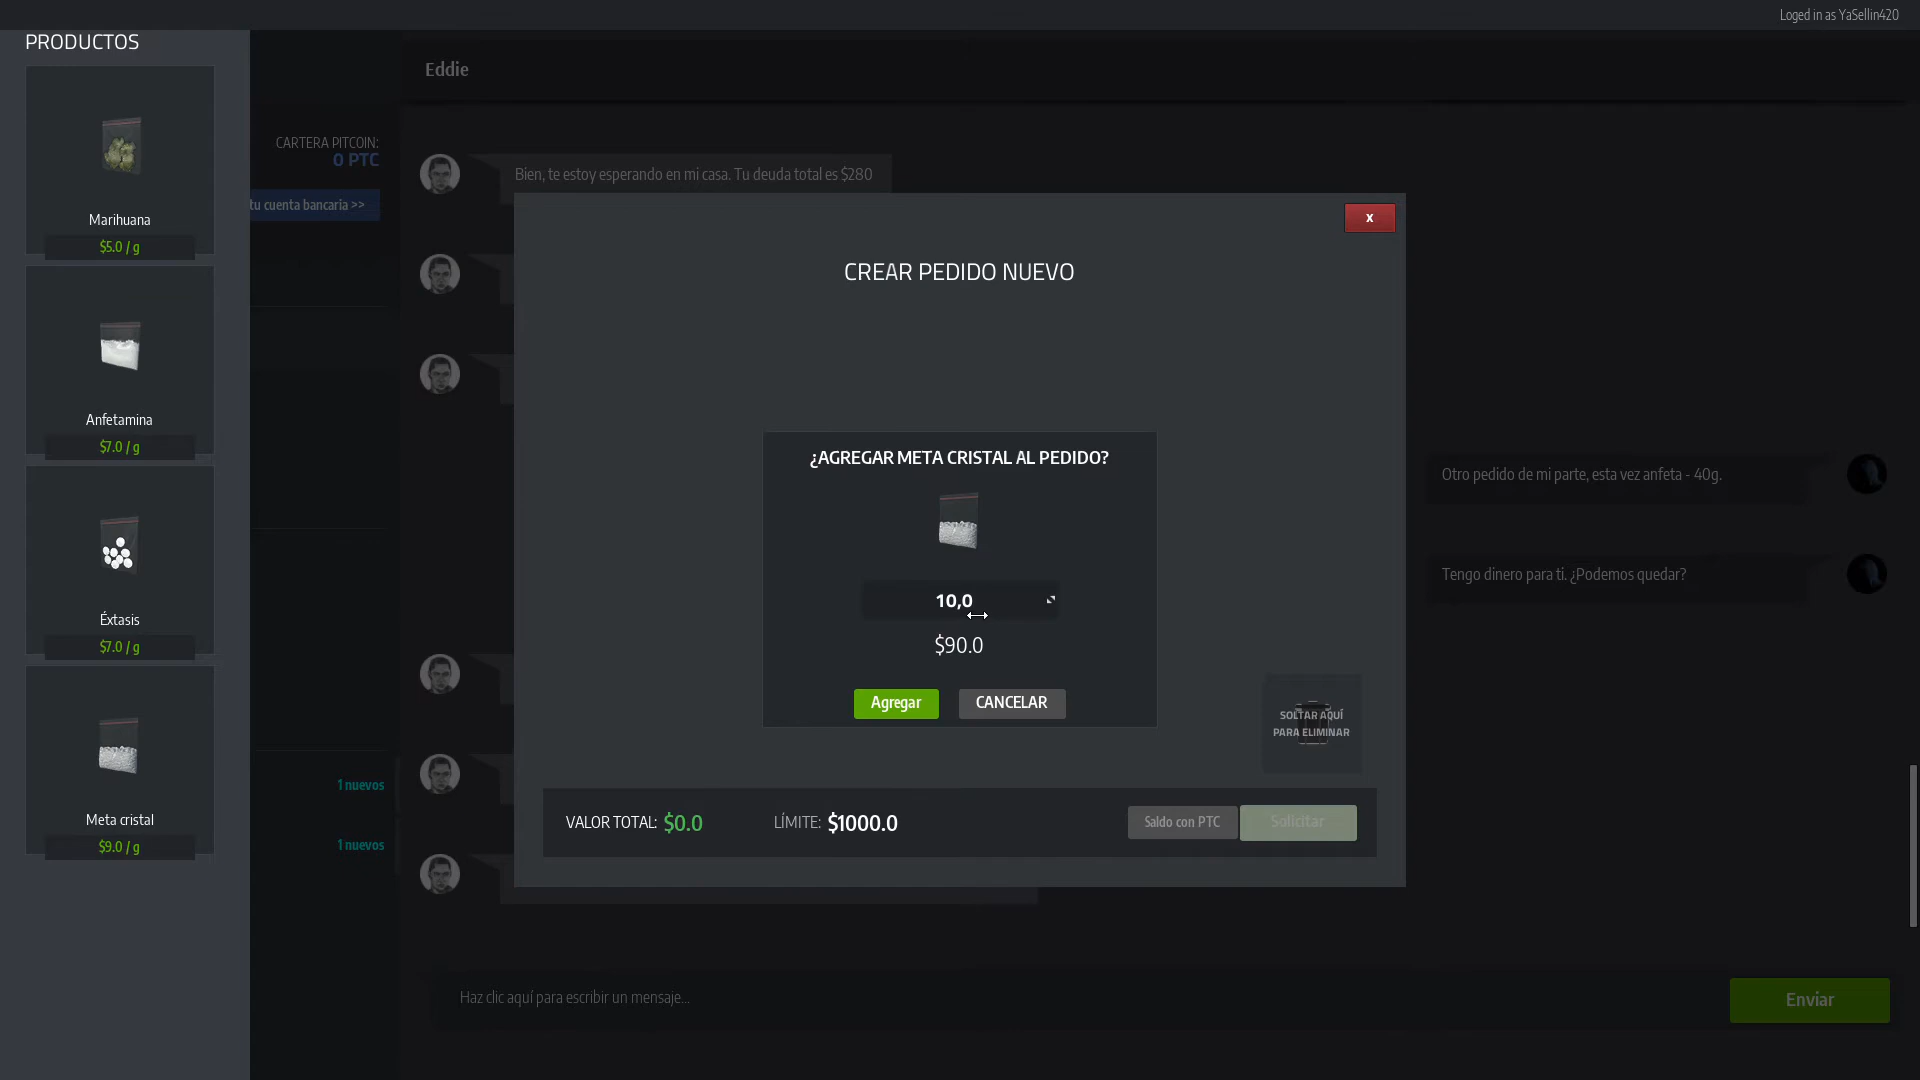 Loged in as YaSellin420
PRODUCTOS
Marihuana
$5.0 / g
Anfetamina
$7.0 / g
Éxtasis
$7.0 / g
Meta cristal
$9.0 / g
CARTERA PITCOIN:
0 PTC
tu cuenta bancaria >>
1 nuevos
1 nuevos
Eddie
Bien, te estoy esperando en mi casa. Tu deuda total es $280
x
CREAR PEDIDO NUEVO
¿AGREGAR META CRISTAL AL PEDIDO?
10,0
$90.0
Agregar
CANCELAR
SOLTAR AQUÍ
PARA ELIMINAR
VALOR TOTAL: $0.0
LÍMITE: $1000.0
Saldo con PTC
Solicitar
Otro pedido de mi parte, esta vez anfeta - 40g.
Tengo dinero para ti. ¿Podemos quedar?
Haz clic aquí para escribir un mensaje...
Enviar